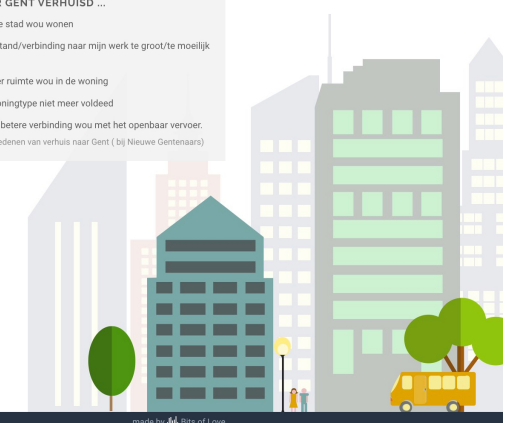 GENT VERHUISD ...
e stad wou wonen
tand/verbinding naar mijn werk te groot/te moeilijk
er ruimte wou in de woning
oningtype niet meer voldeed
betere verbinding wou met het openbaar vervoer.
edenen van verhuis naar Gent ( bij Nieuwe Gentenaars)
made by Bits of Love